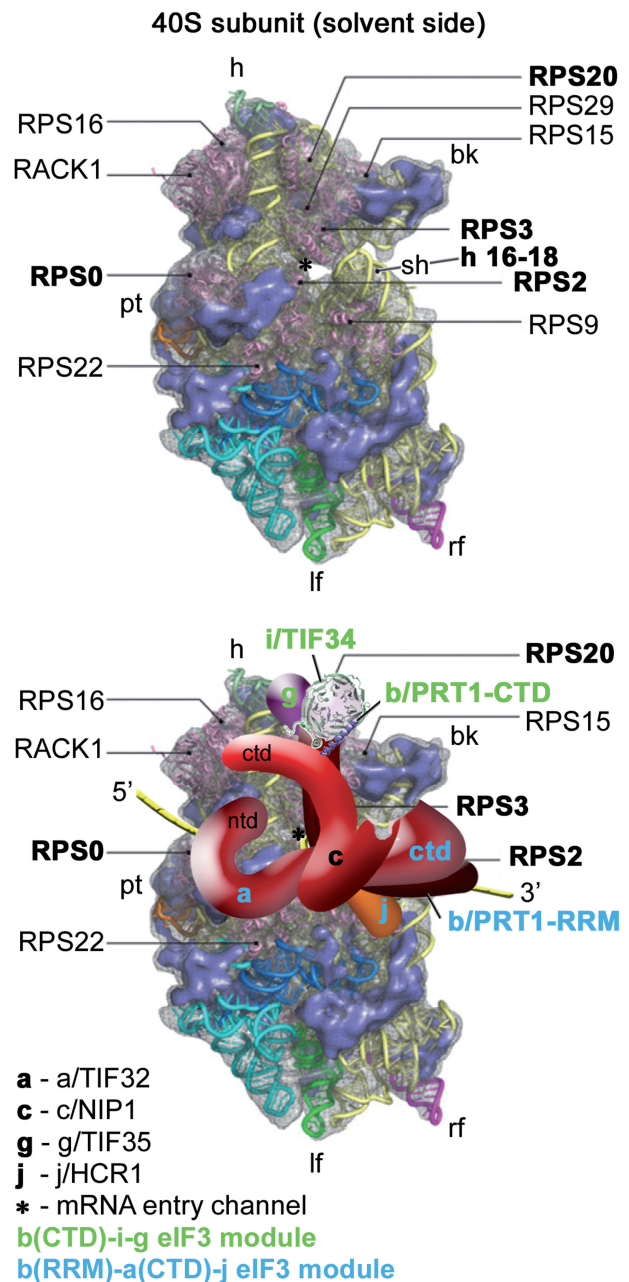 40S subunit (solvent side)
h
RPS20
RPS29
RPS16
RPS15
bk
RACK1
RPS3
h 16-18
sh
*
RPS0
RPS2
pt
RPS9
RPS22
rf
lf
i/TIF34
h
RPS20
g
b/PRT1-CTD
RPS16
RPS15
bk
RACK1
ctd
5’
RPS3
ntd
*
c
ctd
RPS0
RPS2
pt
a
3’
j
b/PRT1-RRM
RPS22
a - a/TIF32
c - c/NIP1
g - g/TIF35
rf
j - j/HCR1
lf
* - mRNA entry channel
b(CTD)-i-g eIF3 module
b(RRM)-a(CTD)-j eIF3 module